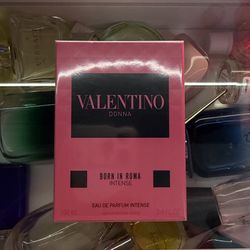 VALENTINO
DONNA
BORN IN ROMA
INTENSE
EAU DE PARFUM INTENSE